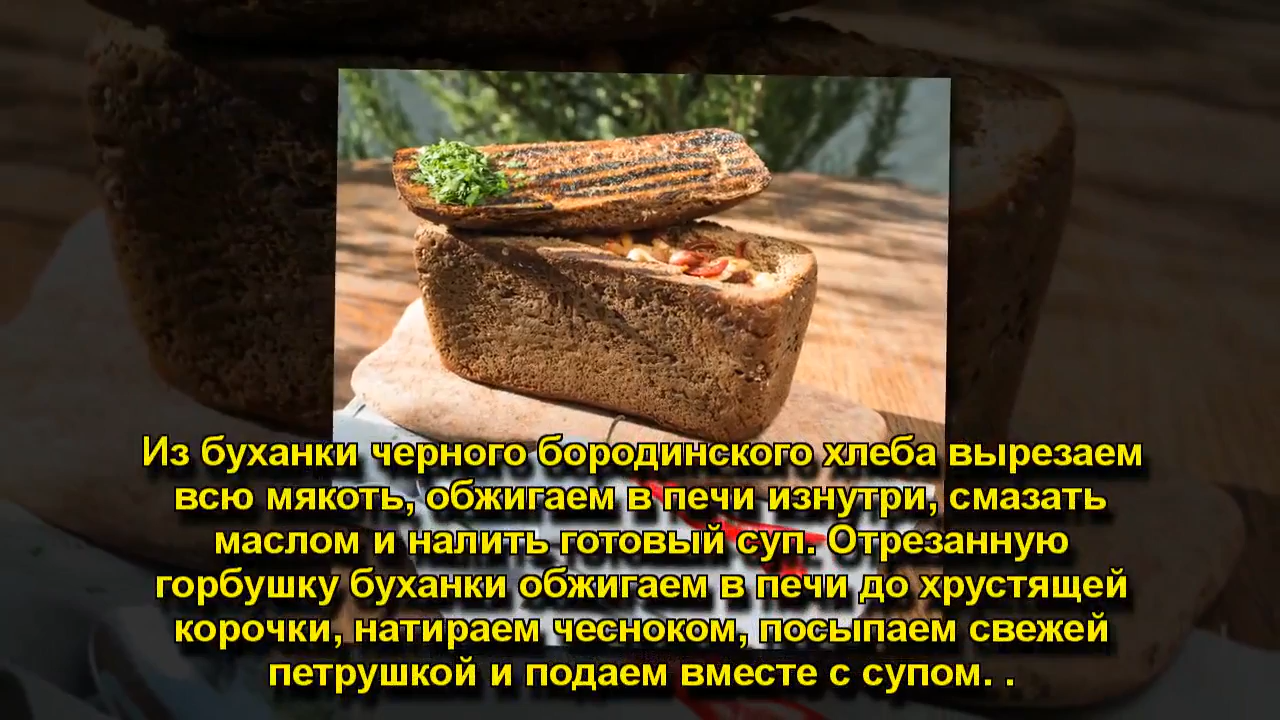 Из буханки черного бородинского хлеба вырезаем
всю мякоть, обжигаем в печи изнутри, смазать
маслом и налить готовый суп. Отрезанную
горбушку буханки обжигаем в печи до хрустящей
корочки, натираем чесноком, посыпаем свежей
петрушкой и подаем вместе с супом. .